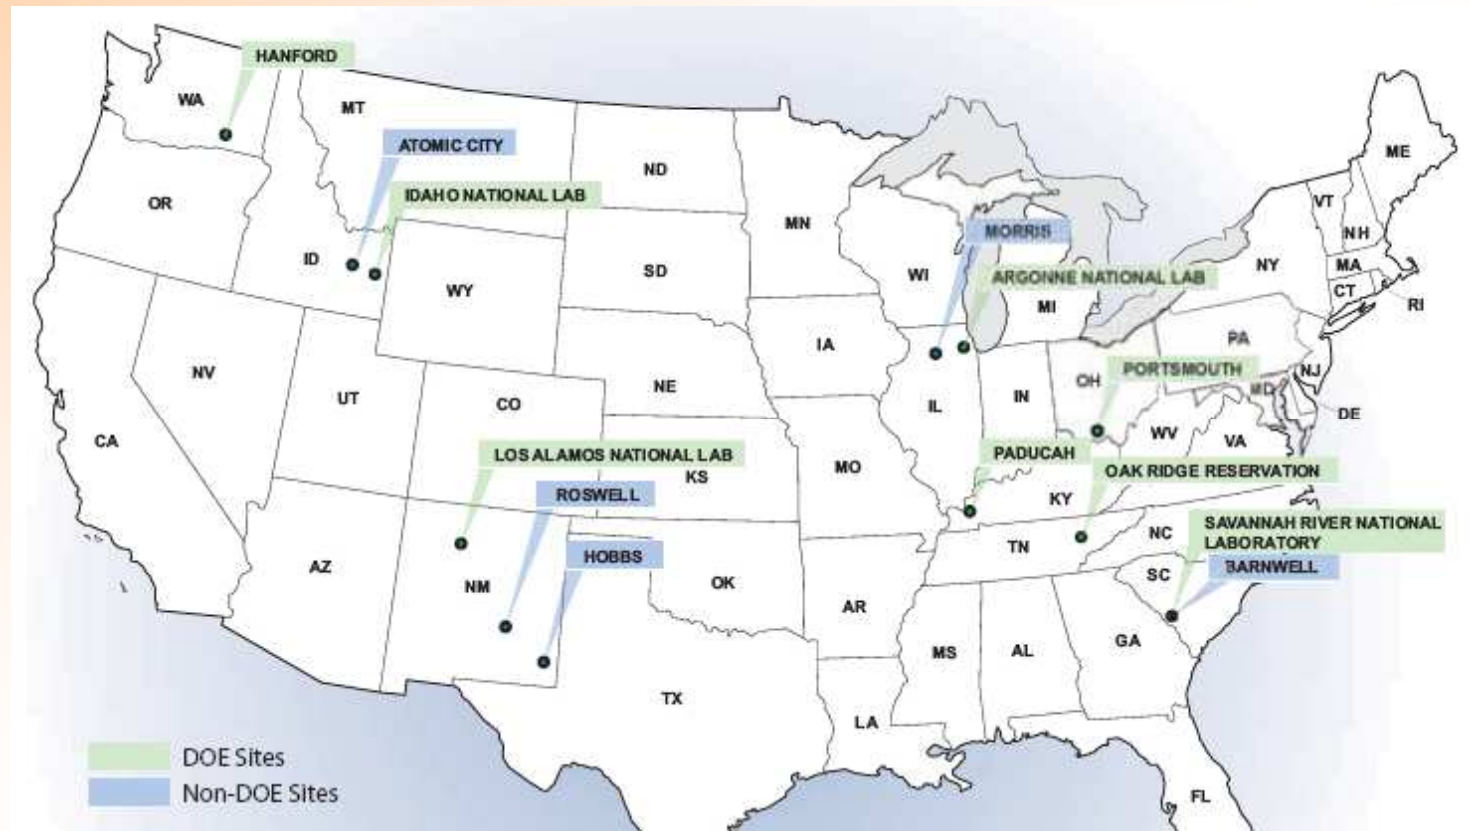 HANFORD
WA
MT
ATOMIC CITY
ND
ME
IDAHO NATIONAL LAB
OR
MN
VT
NH
MORRIS
ID
SD
WI
NY
MA
ARGONNE NATIONAL LAB
WY
CT
RI
MI
IA
PA
NV
NE
PORTSMOUTH
NJ
OH
MD
UT
CO
IN
IL
DE
CA
WV
VA
LOS ALAMOS NATIONAL LAB
PADUCAH
KS
MO
OAK RIDGE RESERVATION
ROSWELL
KY
SAVANNAH RIVER NATIONAL
LABORATORY
NC
TN
HOBBS
AZ
BARNWELL
SC
NM
OK
AR
GA
MS
AL
TX
LA
DOE Sites
Non-DOE Sites
FL